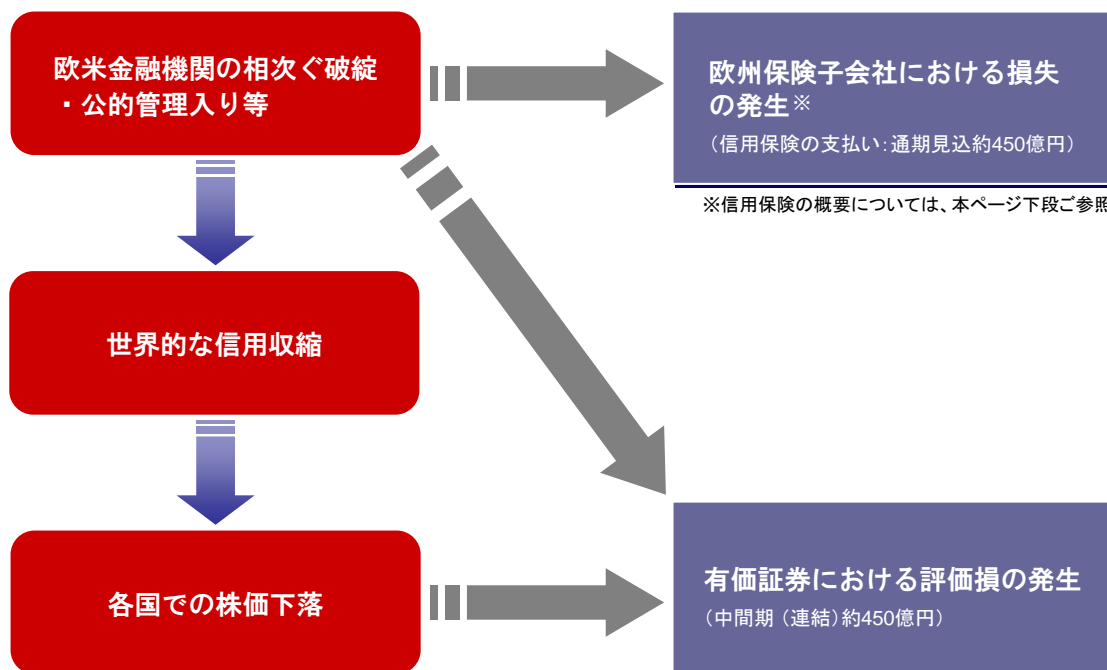 欧米金融機関の相次ぐ破綻
・公的管理入り等
欧州保険子会社における損失
の発生※
（信用保険の支払い：通期見込約450億円）
※信用保険の概要については、本ページ下段ご参照
世界的な信用収縮
各国での株価下落
有価証券における評価損の発生
（中間期（連結）約450億円）